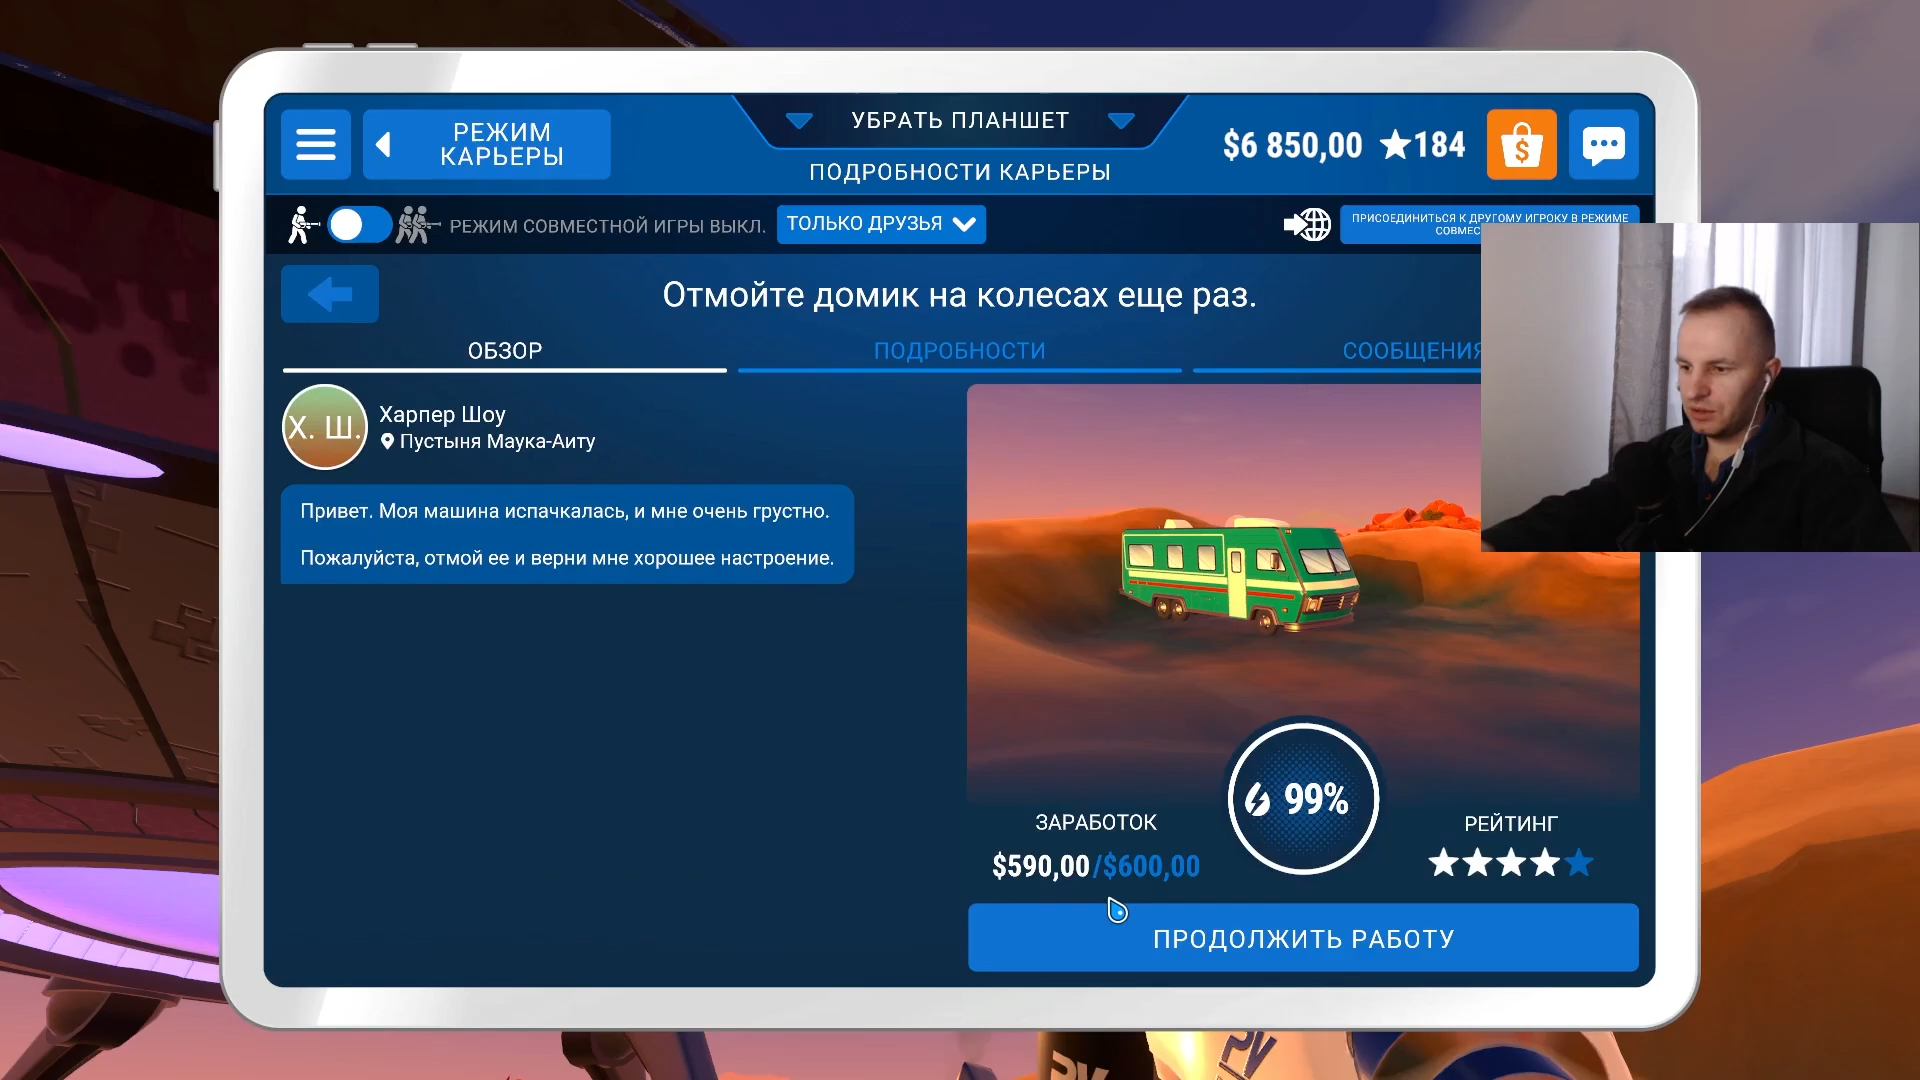 УБРАТЬ ПЛАНШЕТ
РЕЖИМ
КАРЬЕРЫ
ПОДРОБНОСТИ КАРЬЕРЫ
$6 850,00 ★184
РЕЖИМ СОВМЕСТНОЙ ИГРЫ ВЫКЛ.
ТОЛЬКО ДРУЗЬЯ
ПРИСОЕДИНИТЬСЯ К ДРУГОМУ ИГРОКУ В РЕЖИМЕ
Отмойте домик на колесах еще раз.
ОБЗОР
ПОДРОБНОСТИ
СООБЩЕНИЯ
Х. Ш.
Харпер Шоу
Пустыня Маука-Аиту
Привет. Моя машина испачкалась, и мне очень грустно.
Пожалуйста, отмой ее и верни мне хорошее настроение.
ЗАРАБОТОК
$590,00/$600,00
99%
РЕЙТИНГ
ПРОДОЛЖИТЬ РАБОТУ